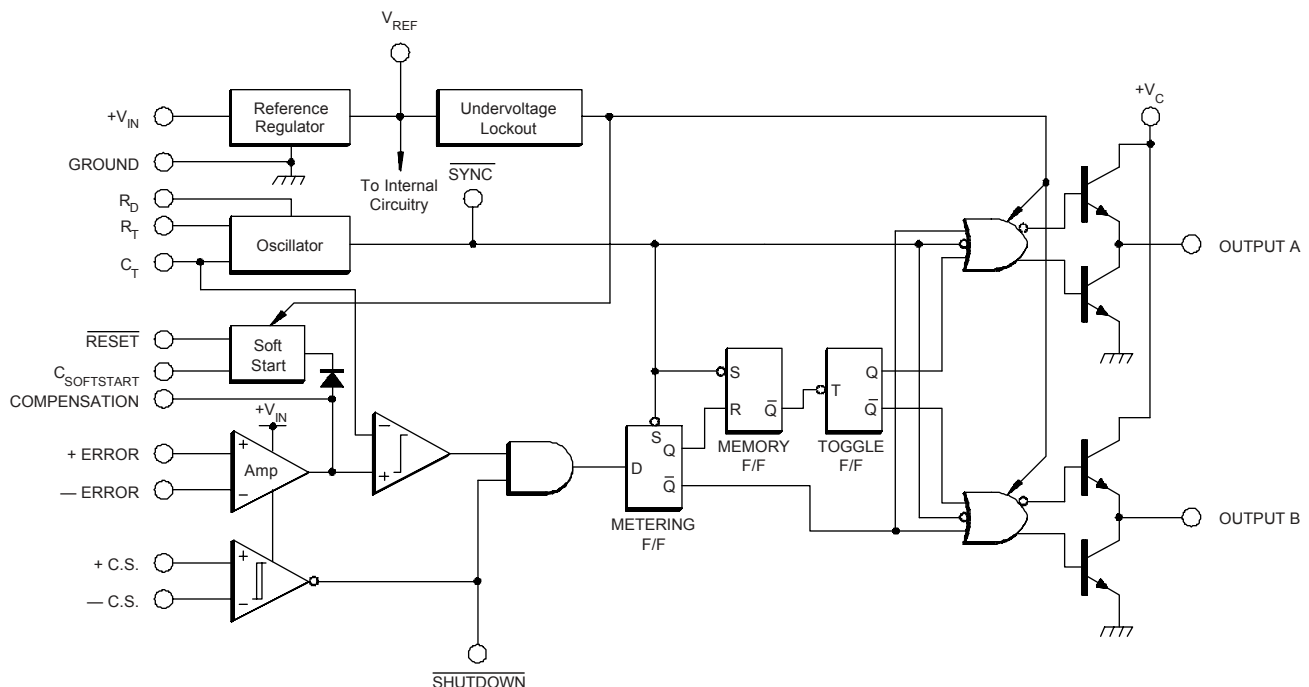 V_REF
+V_C
+V_IN
Reference
Regulator
Undervoltage
Lockout
GROUND
To Internal
Circuitry
SYNC
R_D
R_T
C_T
Oscillator
OUTPUT A
RESET
Soft
Start
C_SOFTSTART
COMPENSATION
+V_IN
S
R
Q
T
Q
Q
MEMORY
F/F
TOGGLE
F/F
+ ERROR
— ERROR
+
−
Amp
−
+
S
D
Q
Q
METERING
F/F
OUTPUT B
+ C.S.
— C.S.
+
−
SHUTDOWN